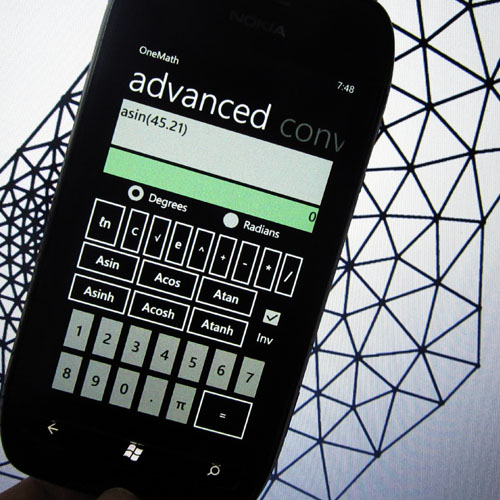 NOKIA
OneMath
7:48
advanced conv
asin(45.21)
0
Degrees Radians
ℓn C √ e ^ + - * /
Asin Acos Atan
Asinh Acosh Atanh
Inv
1 2 3 4 5 6 7
8 9 0 . π =